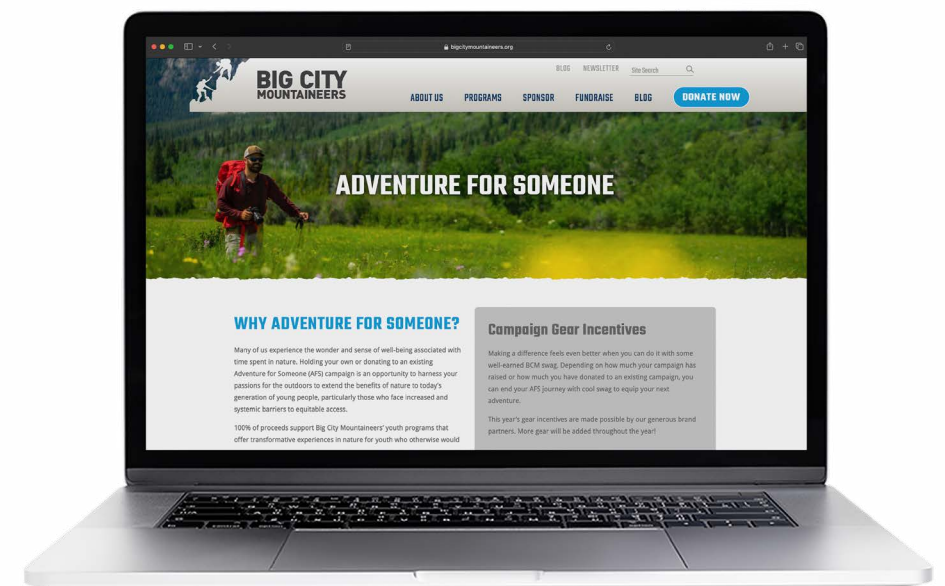 bigcitymountaineers.org
BLOG NEWSLETTER Site Search
BIG CITY
MOUNTAINEERS
ABOUT US PROGRAMS SPONSOR FUNDRAISE BLOG DONATE NOW
ADVENTURE FOR SOMEONE
WHY ADVENTURE FOR SOMEONE?
Many of us experience the wonder and sense of well-being associated with
time spent in nature. Holding your own or donating to an existing
Adventure for Someone (AFS) campaign is an opportunity to harness your
passions for the outdoors to extend the benefits of nature to today's
generation of young people, particularly those who face increased and
systemic barriers to equitable access.
100% of proceeds support Big City Mountaineers' youth programs that
offer transformative experiences in nature for youth who otherwise would
Campaign Gear Incentives
Making a difference feels even better when you can do it with some
well-earned BCM swag. Depending on how much your campaign has
raised or how much you have donated to an existing campaign, you
can end your AFS journey with cool swag to equip your next
adventure.
This year's gear incentives are made possible by our generous brand
partners. More gear will be added throughout the year!